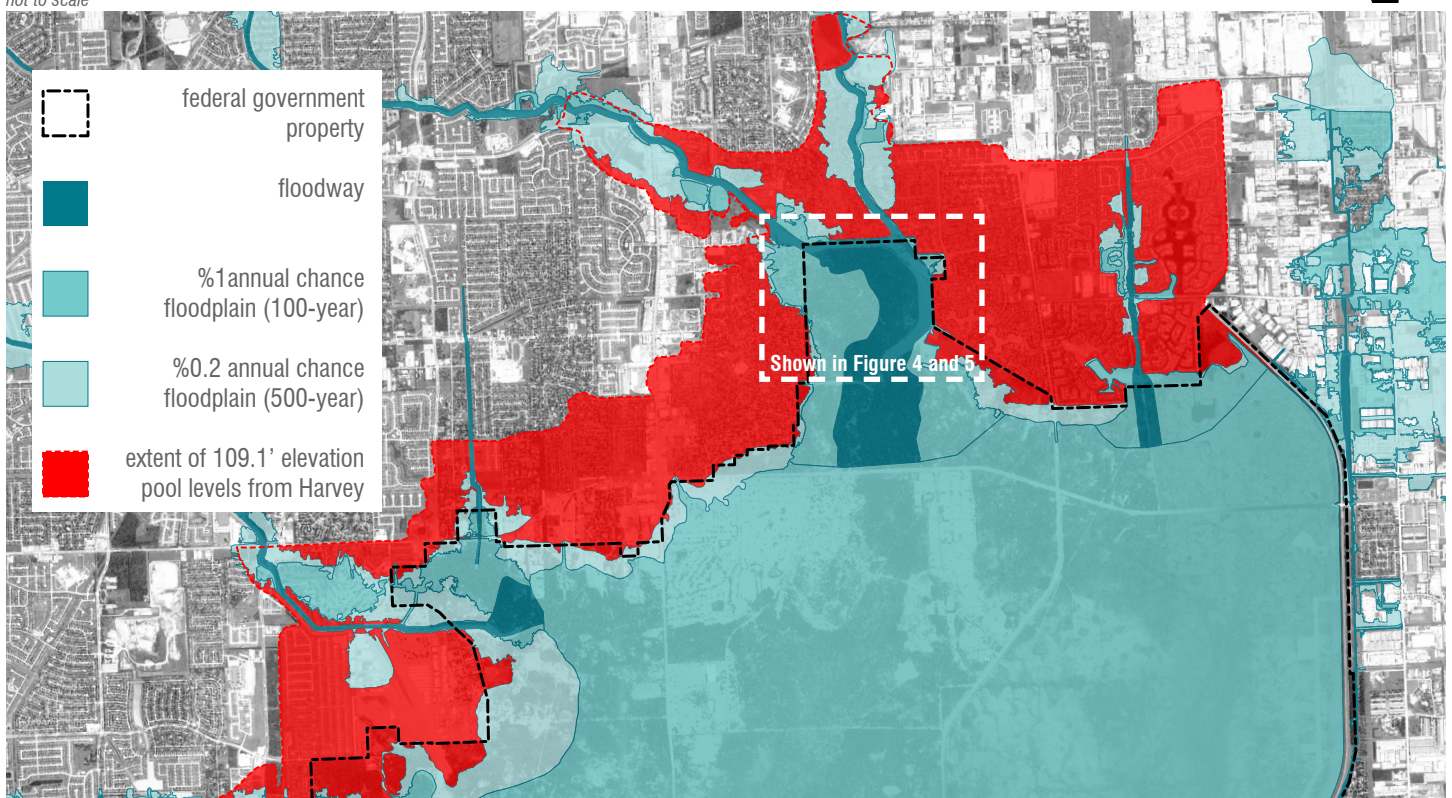 not to scale
federal government
property
floodway
%1annual chance
floodplain (100-year)
%0.2 annual chance
floodplain (500-year)
extent of 109.1’ elevation
pool levels from Harvey
Shown in Figure 4 and 5